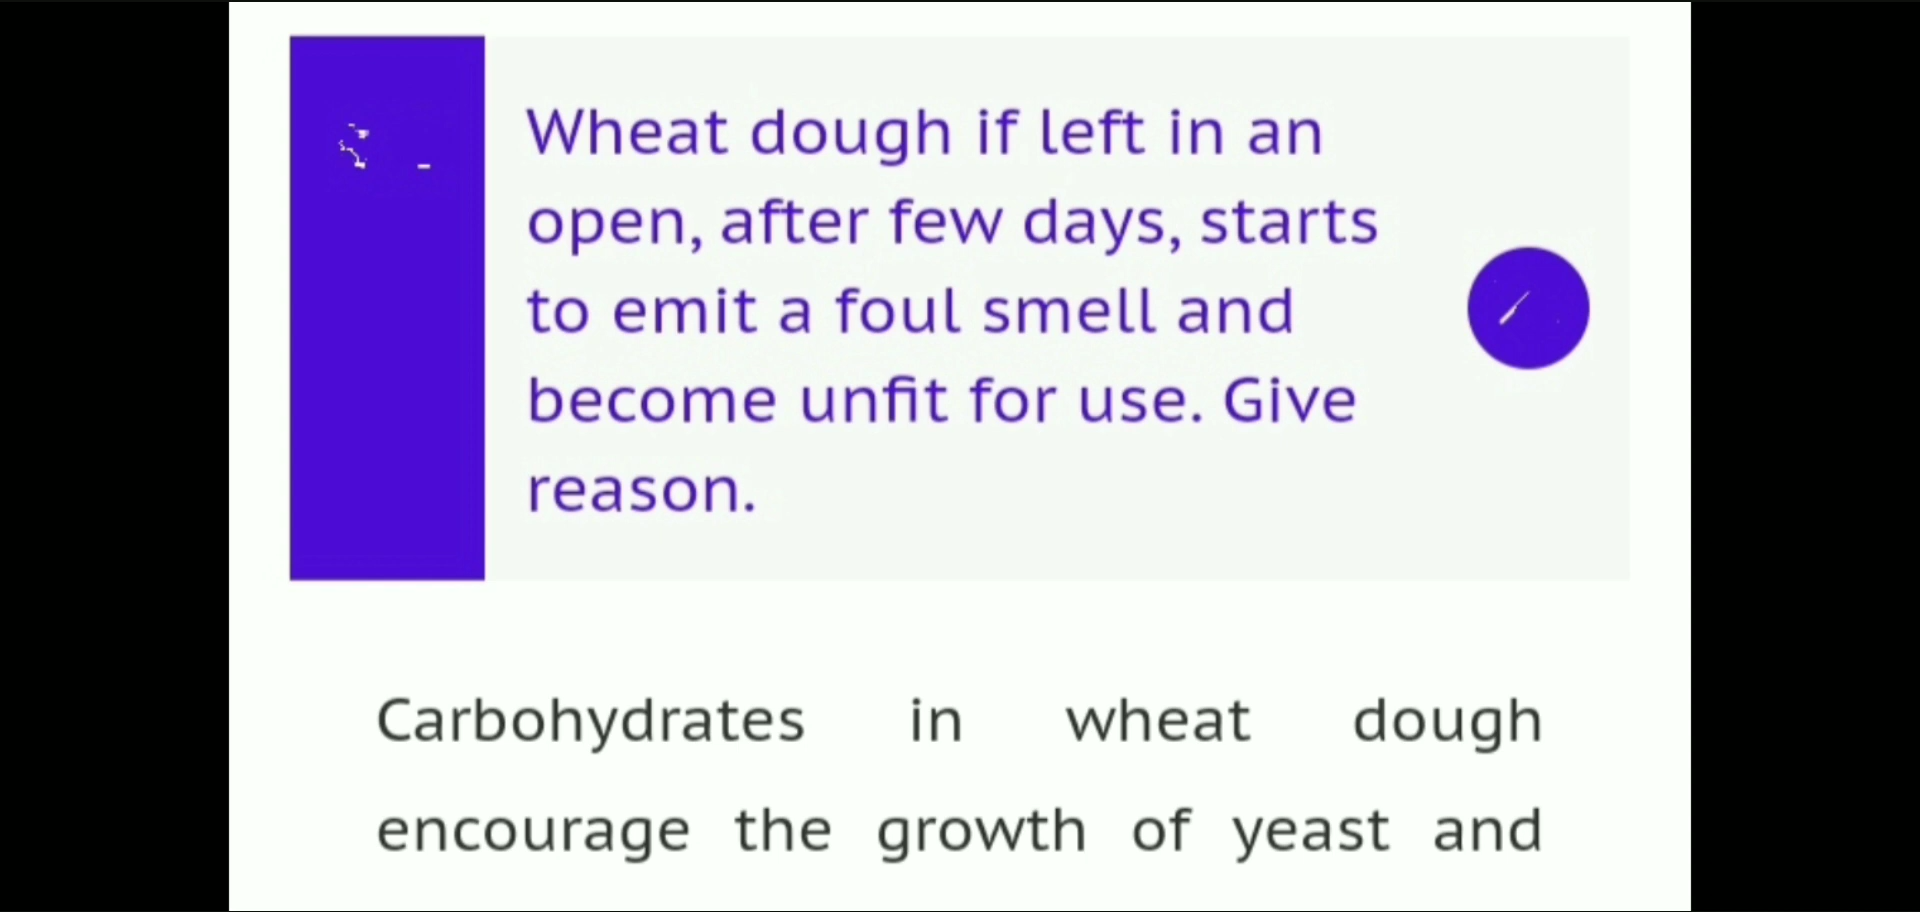 Wheat dough if left in an
open, after few days, starts
to emit a foul smell and
become unfit for use. Give
reason.
Carbohydrates in wheat dough
encourage the growth of yeast and